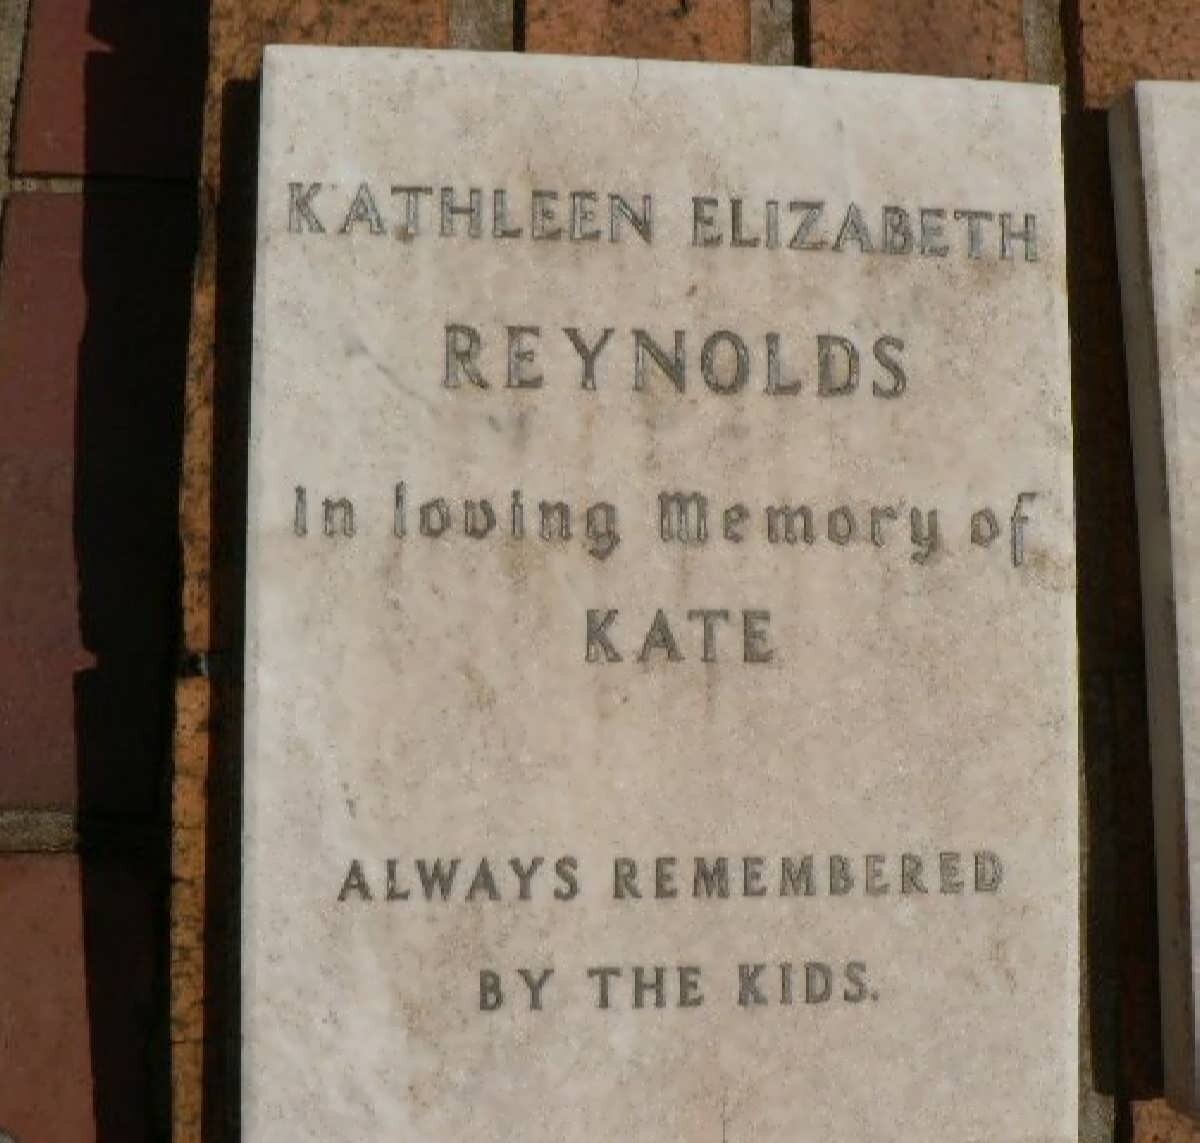 KATHLEEN ELIZABETH
REYNOLDS
In loving Memory of
KATE
ALWAYS REMEMBERED
BY THE KIDS.